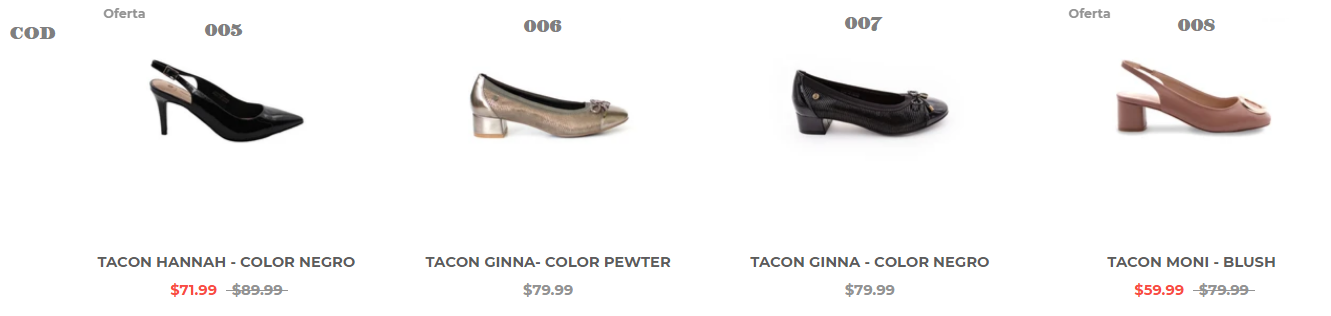 Oferta
Oferta
COD
005
006
007
008
TACON HANNAH - COLOR NEGRO
TACON GINNA- COLOR PEWTER
TACON GINNA - COLOR NEGRO
TACON MONI - BLUSH
$71.99 $89.99
$79.99
$79.99
$59.99 $79.99